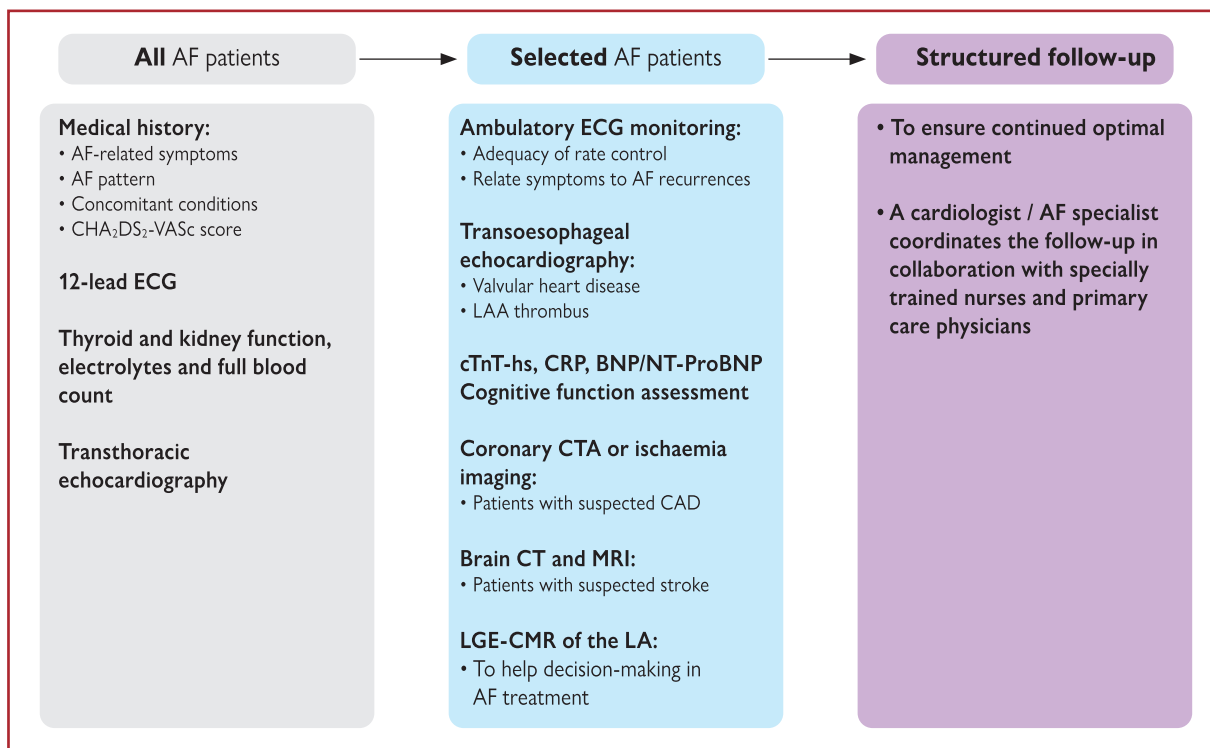 All AF patients
Selected AF patients
Structured follow-up
Medical history:
• AF-related symptoms
• AF pattern
• Concomitant conditions
• CHA₂DS₂-VASc score
12-lead ECG
Thyroid and kidney function,
electrolytes and full blood
count
Transthoracic
echocardiography
Ambulatory ECG monitoring:
• Adequacy of rate control
• Relate symptoms to AF recurrences
Transoesophageal
echocardiography:
• Valvular heart disease
• LAA thrombus
cTnT-hs, CRP, BNP/NT-ProBNP
Cognitive function assessment
Coronary CTA or ischaemia
imaging:
• Patients with suspected CAD
Brain CT and MRI:
• Patients with suspected stroke
LGE-CMR of the LA:
• To help decision-making in
AF treatment
• To ensure continued optimal
management
• A cardiologist / AF specialist
coordinates the follow-up in
collaboration with specially
trained nurses and primary
care physicians